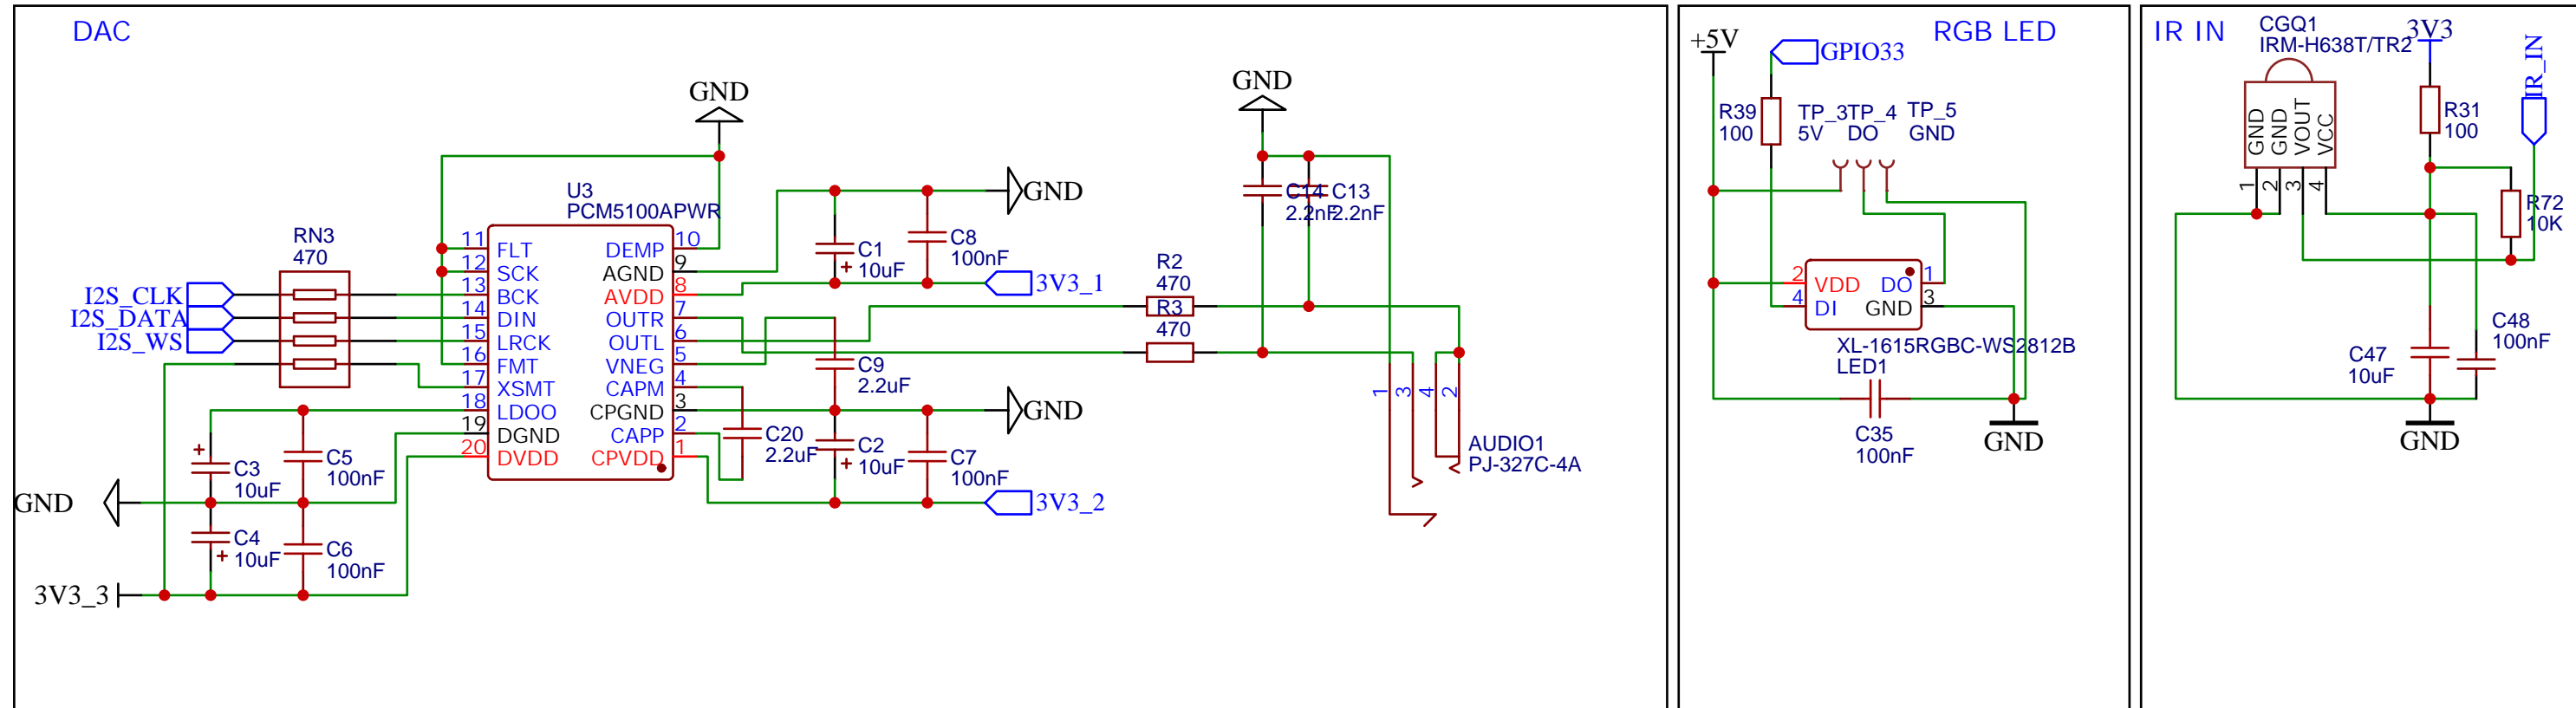 DAC
GND
U3
PCM5100APWR
RN3
470
I2S_CLK
I2S_DATA
I2S_WS
11 FLT
12 SCK
13 BCK
14 DIN
15 LRCK
16 FMT
17 XSMT
18 LDOO
19 DGND
20 DVDD
DEMP 10
AGND 9
AVDD 8
OUTR 7
OUTL 6
VNEG 5
CAPM 4
CPGND 3
CAPP 2
CPVDD 1
GND
C1
+ 10uF
C8
100nF
3V3_1
C9
2.2uF
GND
C20
2.2uF
C2
+ 10uF
C7
100nF
3V3_2
+
C3
10uF
C5
100nF
GND
C4
+ 10uF
C6
100nF
3V3_3
GND
C14
2.2nF
C13
2.2nF
R2
470
R3
470
1
3
4
2
AUDIO1
PJ-327C-4A
RGB LED
+5V
GPIO33
R39
100
TP_3
5V
TP_4
DO
TP_5
GND
2 VDD
4 DI
DO 1
GND 3
XL-1615RGBC-WS2812B
LED1
C35
100nF
GND
IR IN
CGQ1
IRM-H638T/TR2
3V3
IR_IN
GND
GND
VOUT
VCC
1
2
3
4
R31
100
R72
10K
C47
10uF
C48
100nF
GND